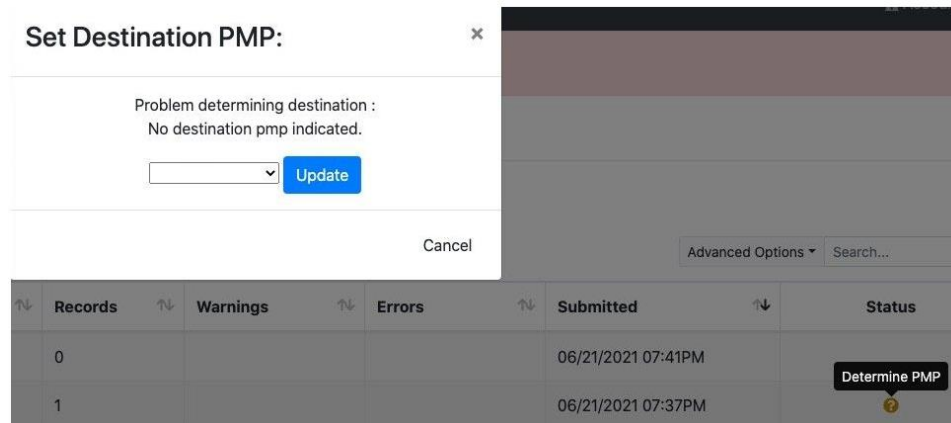 Set Destination PMP: ×
Problem determining destination :
No destination pmp indicated.
Update
Cancel
Advanced Options Search...
Records Warnings Errors Submitted Status
0 06/21/2021 07:41PM
Determine PMP
1 06/21/2021 07:37PM ?